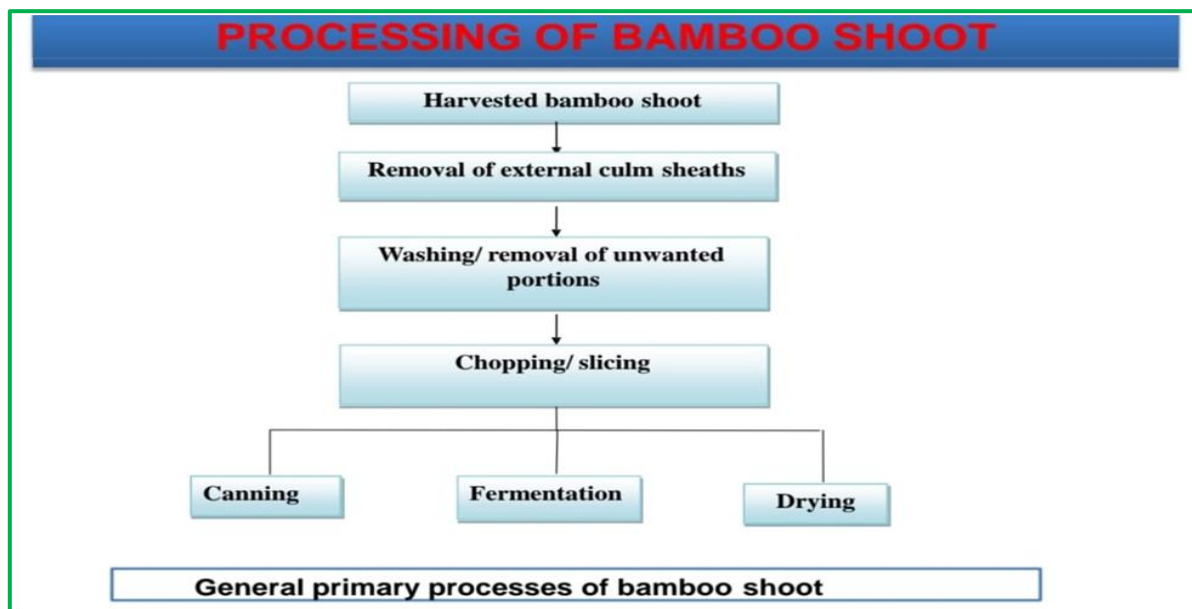 PROCESSING OF BAMBOO SHOOT
Harvested bamboo shoot
Removal of external culm sheaths
Washing/ removal of unwanted
portions
Chopping/ slicing
Canning
Fermentation
Drying
General primary processes of bamboo shoot